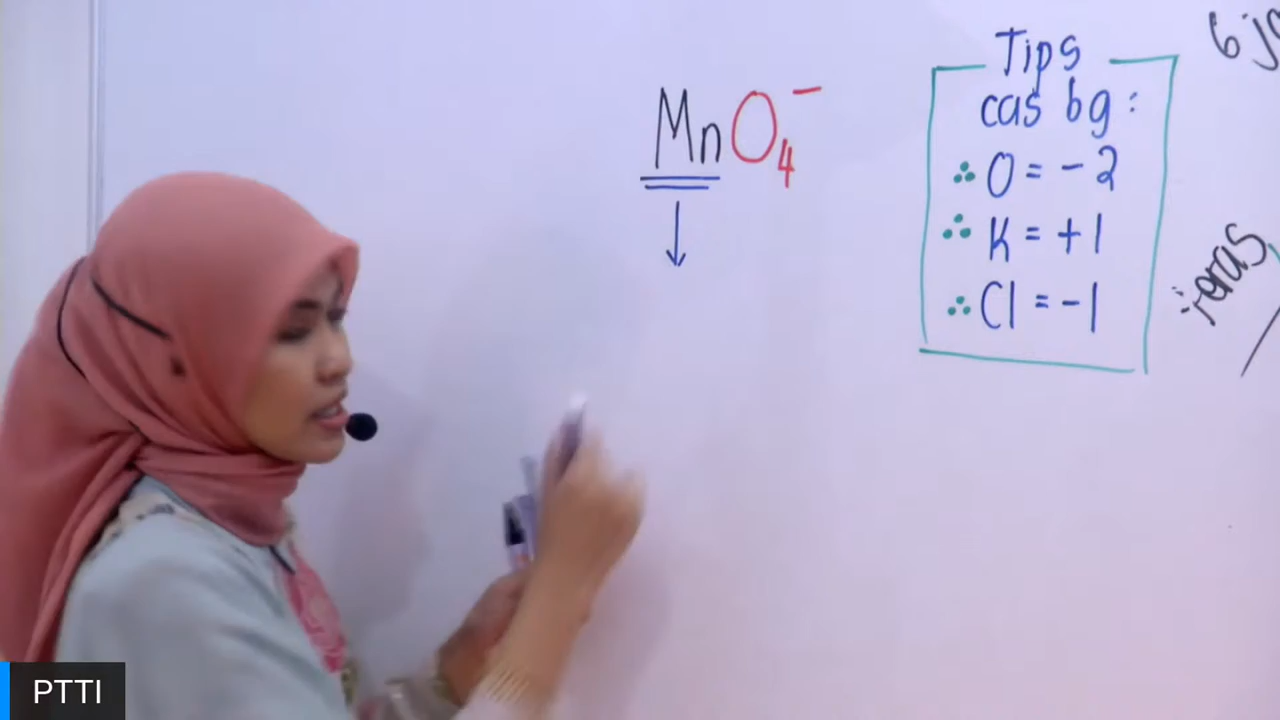 MnO₄⁻
Tips
cas bg :
∴ O = -2
∴ K = +1
∴ Cl = -1
PTTI